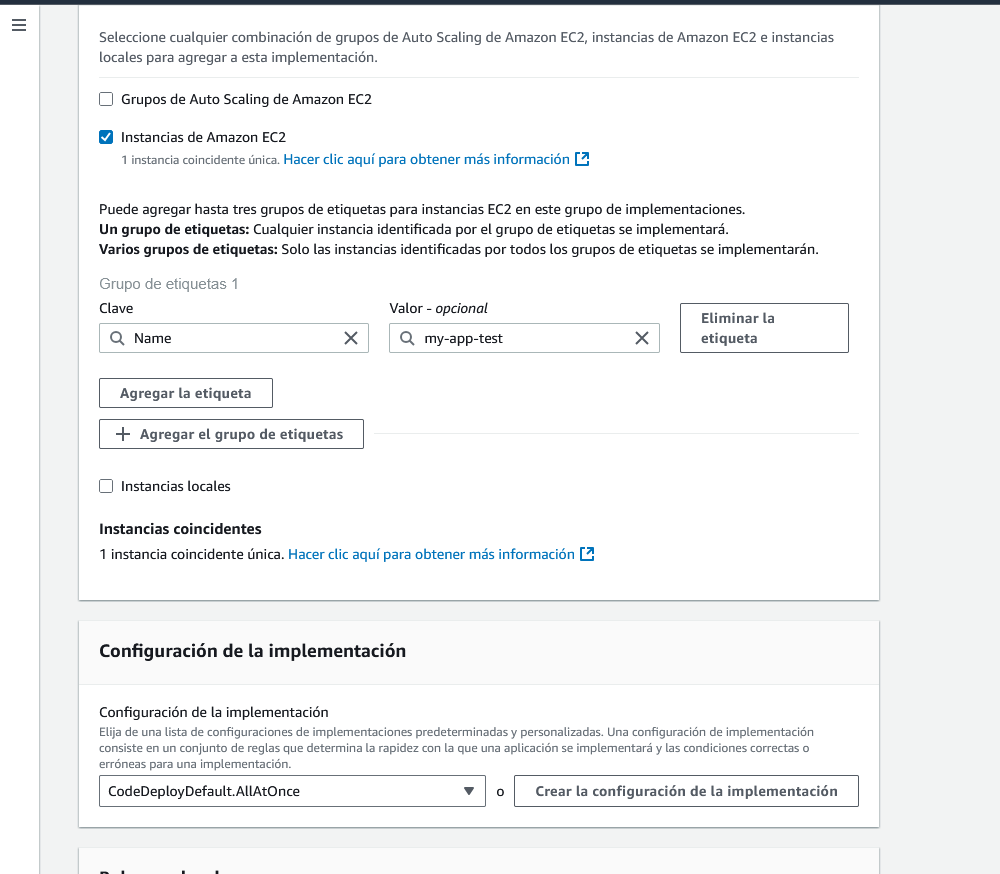 Seleccione cualquier combinación de grupos de Auto Scaling de Amazon EC2, instancias de Amazon EC2 e instancias
locales para agregar a esta implementación.
Grupos de Auto Scaling de Amazon EC2
Instancias de Amazon EC2
1 instancia coincidente única. Hacer clic aquí para obtener más información
Puede agregar hasta tres grupos de etiquetas para instancias EC2 en este grupo de implementaciones.
Un grupo de etiquetas: Cualquier instancia identificada por el grupo de etiquetas se implementará.
Varios grupos de etiquetas: Solo las instancias identificadas por todos los grupos de etiquetas se implementarán.
Grupo de etiquetas 1
Clave
Valor - opcional
Name
my-app-test
Eliminar la
etiqueta
Agregar la etiqueta
Agregar el grupo de etiquetas
Instancias locales
Instancias coincidentes
1 instancia coincidente única. Hacer clic aquí para obtener más información
Configuración de la implementación
Configuración de la implementación
Elija de una lista de configuraciones de implementaciones predeterminadas y personalizadas. Una configuración de implementación
consiste en un conjunto de reglas que determina la rapidez con la que una aplicación se implementará y las condiciones correctas o
erróneas para una implementación.
CodeDeployDefault.AllAtOnce
o
Crear la configuración de la implementación